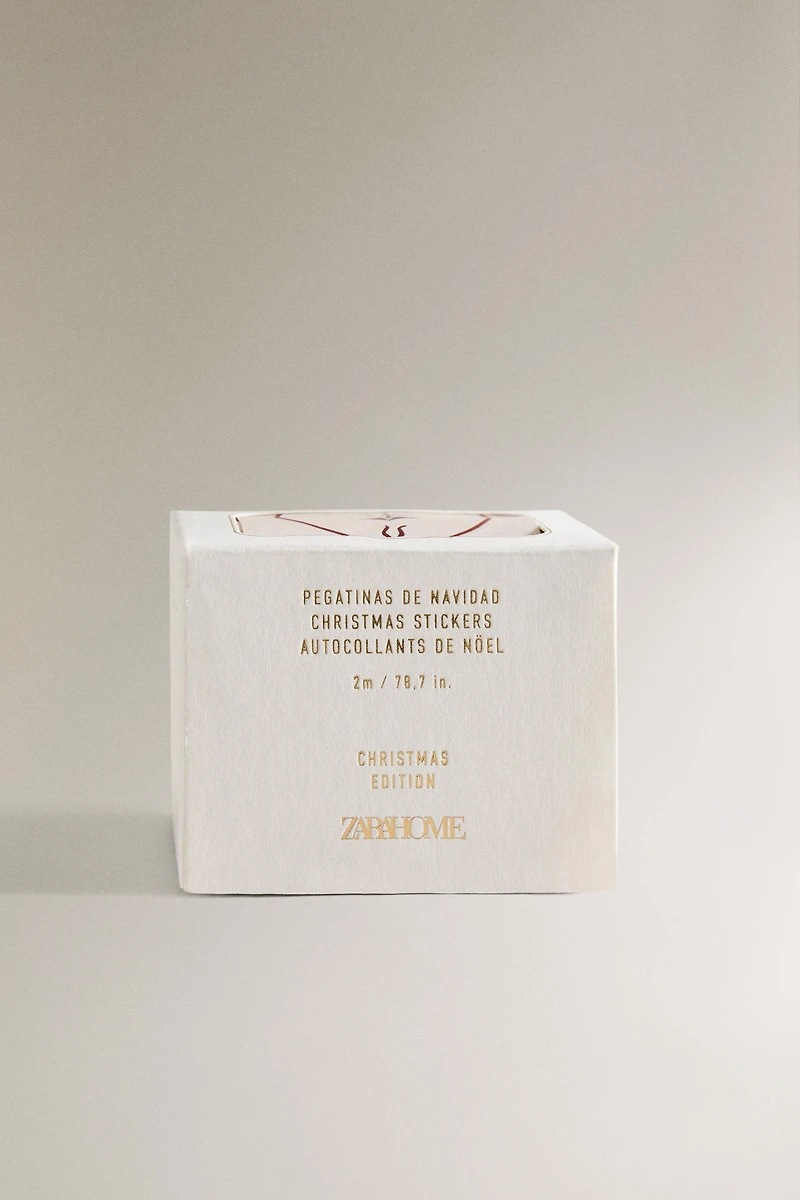 PEGATINAS DE NAVIDAD
CHRISTMAS STICKERS
AUTOCOLLANTS DE NÖEL
2m / 78,7 in.
CHRISTMAS
EDITION
ZARAHOME